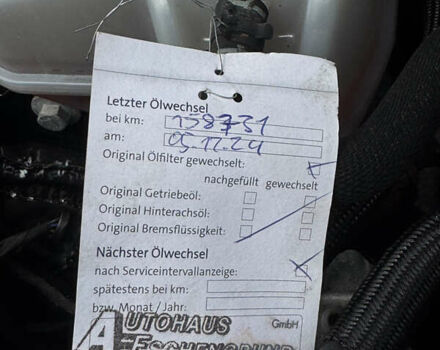 Letzter Ölwechsel
bei km: 158731
am: 05.12.24
Original Ölfilter gewechselt:
nachgefüllt gewechselt
Original Getriebeöl:
Original Hinterachsöl:
Original Bremsflüssigkeit:
Nächster Ölwechsel
nach Serviceintervallanzeige:
spätestens bei km:
bzw. Monat / Jahr:
AUTOHAUS GmbH
ESCHENGRUND